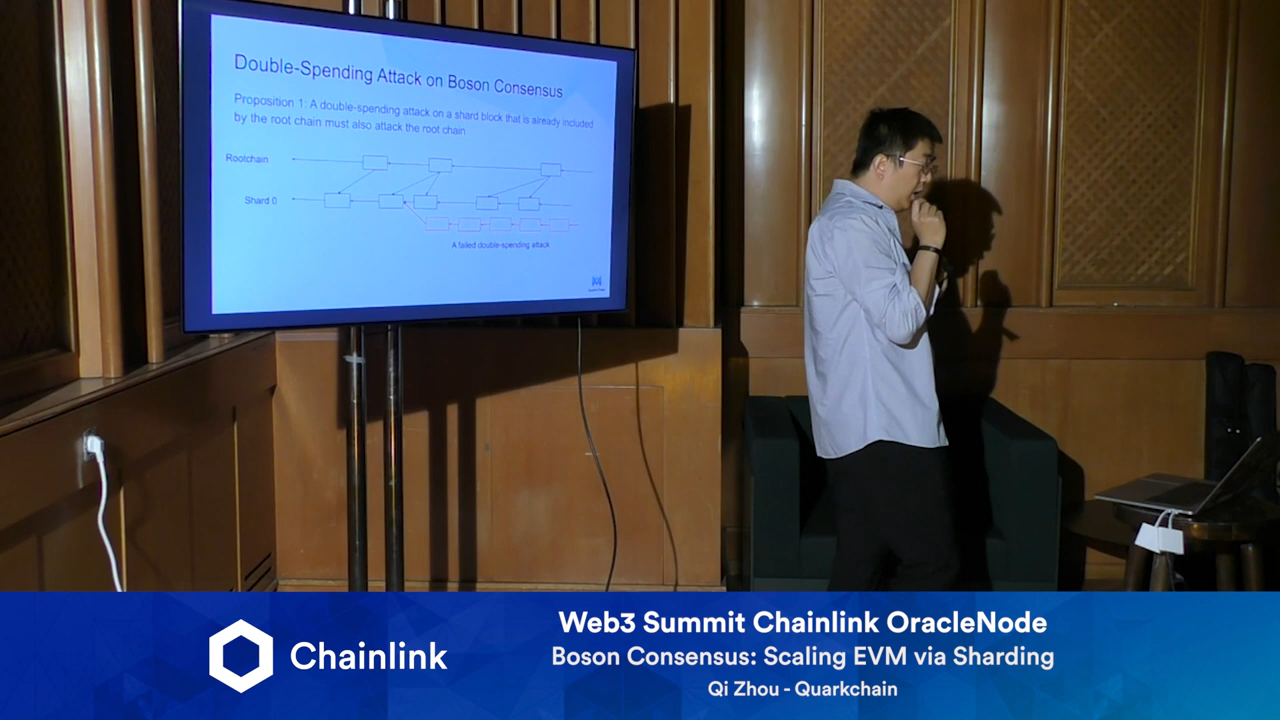 Double-Spending Attack on Boson Consensus
Proposition 1: A double-spending attack on a shard block that is already included
by the root chain must also attack the root chain
Rootchain
Shard 0
A failed double-spending attack
Chainlink
Web3 Summit Chainlink OracleNode
Boson Consensus: Scaling EVM via Sharding
Qi Zhou - Quarkchain